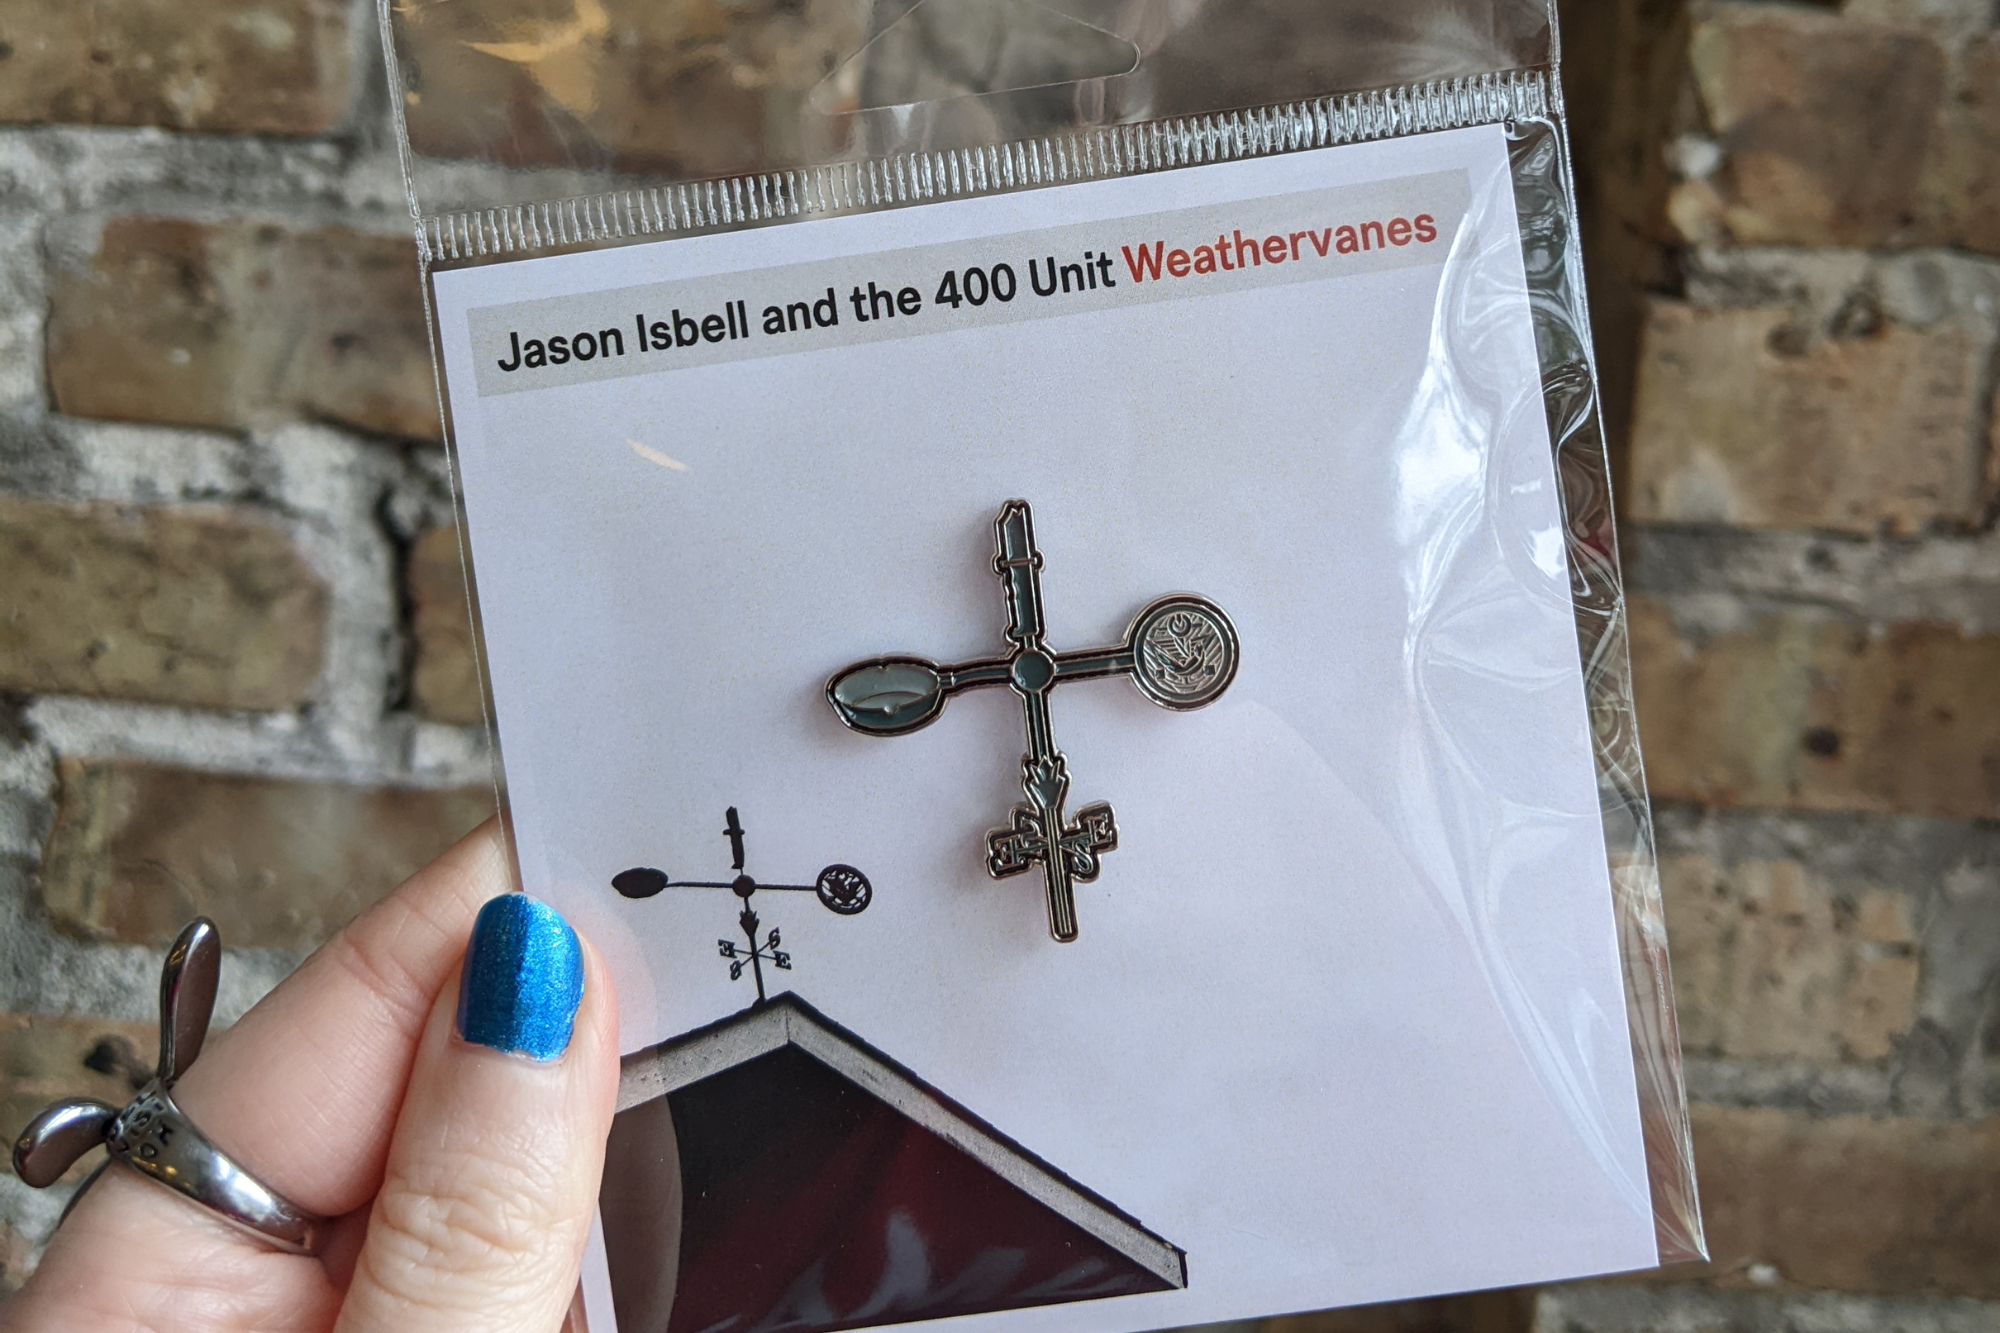 Jason Isbell and the 400 Unit Weathervanes
E S
S E